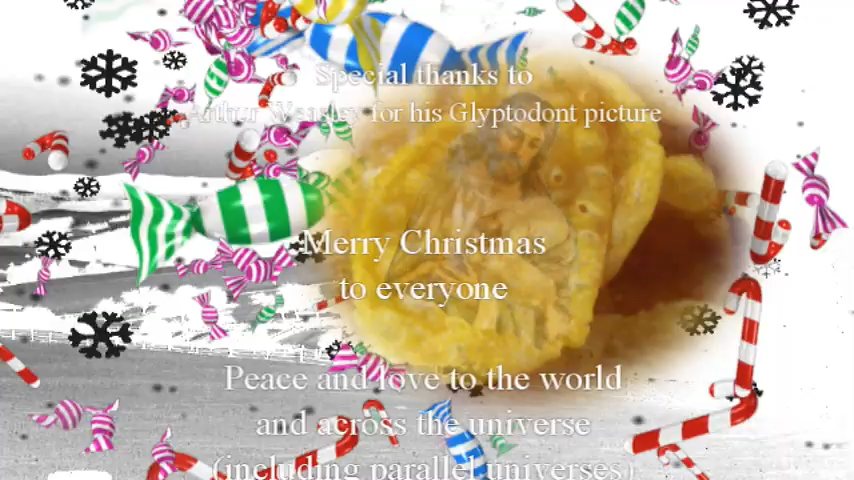 Special thanks to
Arthur Weasley for his Glyptodont picture
Merry Christmas
to everyone
Peace and love to the world
and across the universe
(including parallel universes)